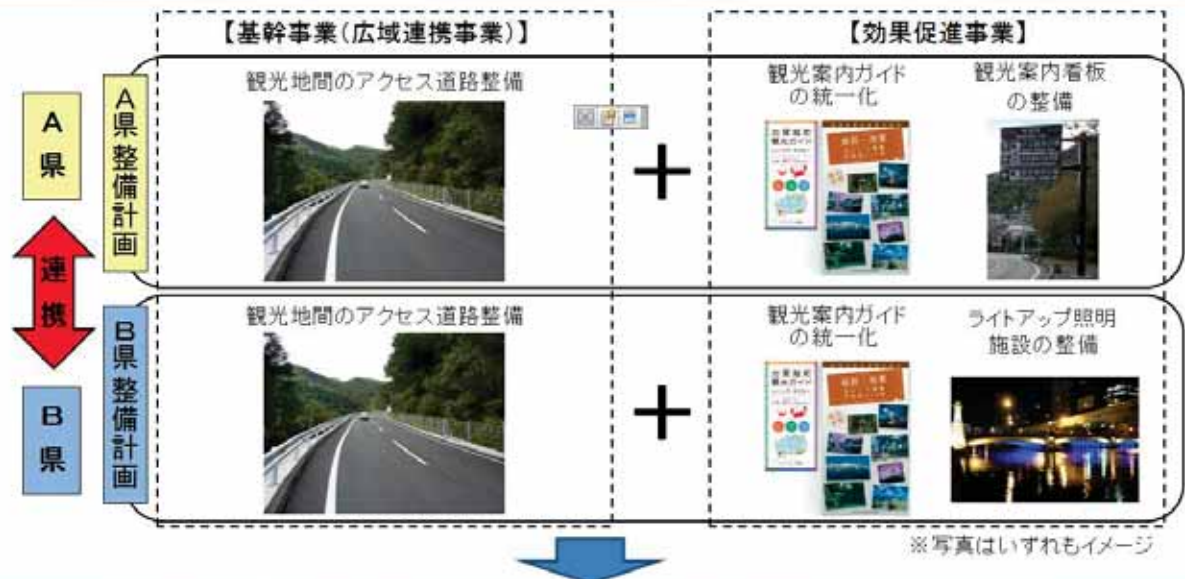 【基幹事業(広域連携事業)】
【効果促進事業】
A県
連携
B県
A県整備計画
観光地間のアクセス道路整備
+
観光案内ガイド
の統一化
観光案内看板
の整備
B県整備計画
観光地間のアクセス道路整備
+
観光案内ガイド
の統一化
ライトアップ照明
施設の整備
※写真はいずれもイメージ